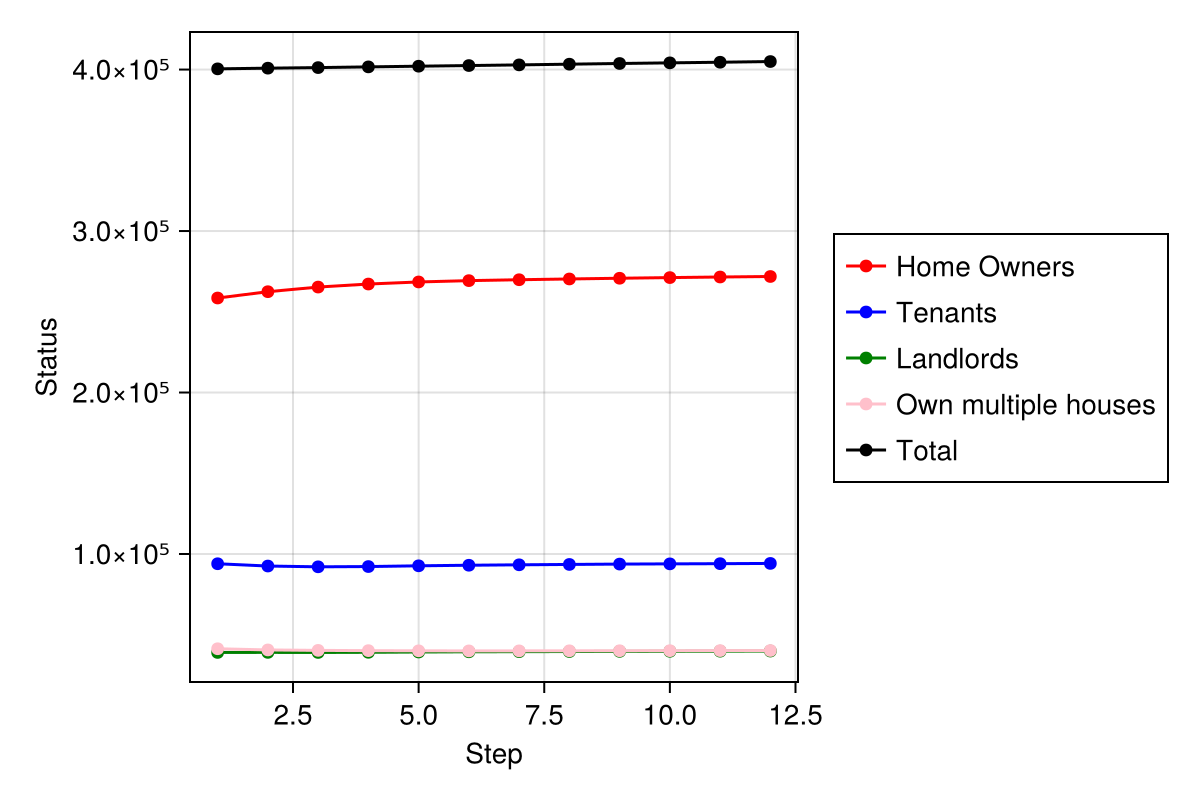 4.0×10⁵
3.0×10⁵
2.0×10⁵
1.0×10⁵
Status
2.5 5.0 7.5 10.0 12.5
Step
Home Owners
Tenants
Landlords
Own multiple houses
Total